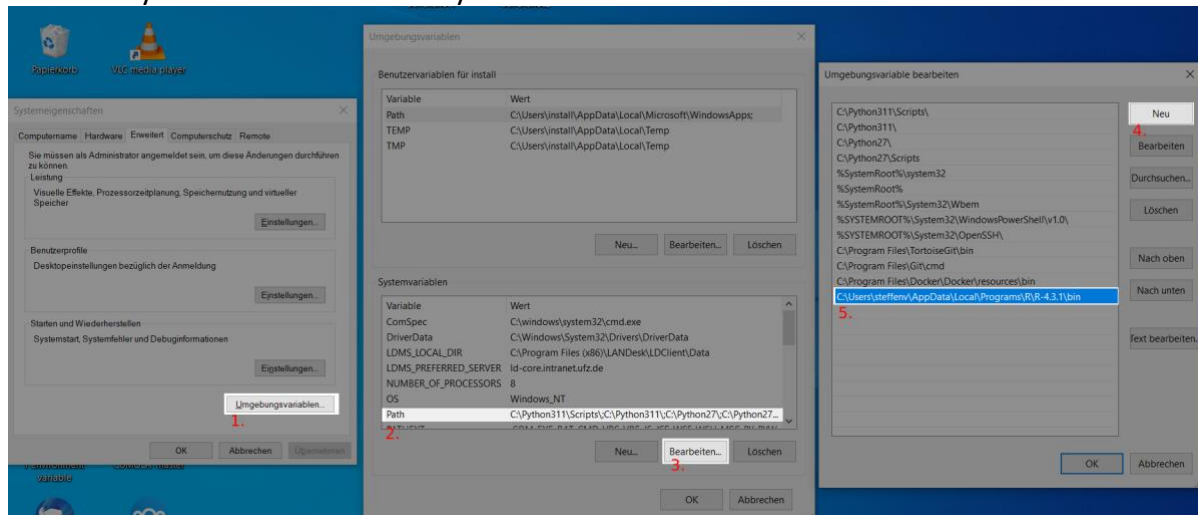 Papierkorb
VLC media player
Systemeigenschaften
Computername Hardware Erweitert Computerschutz Remote
Sie müssen als Administrator angemeldet sein, um diese Änderungen durchführen
zu können.
Leistung
Visuelle Effekte, Prozessorzeitplanung, Speichernutzung und virtueller
Speicher
Einstellungen...
Benutzerprofile
Desktopeinstellungen bezüglich der Anmeldung
Einstellungen...
Starten und Wiederherstellen
Systemstart, Systemfehler und Debuginformationen
Einstellungen...
Umgebungsvariablen...
1.
OK Abbrechen Übernehmen
variable
Umgebungsvariablen
Benutzervariablen für install
Variable Wert
Path C:\Users\install\AppData\Local\Microsoft\WindowsApps;
TEMP C:\Users\install\AppData\Local\Temp
TMP C:\Users\install\AppData\Local\Temp
Neu... Bearbeiten... Löschen
Systemvariablen
Variable Wert
ComSpec C:\windows\system32\cmd.exe
DriverData C:\Windows\System32\Drivers\DriverData
LDMS_LOCAL_DIR C:\Program Files (x86)\LANDesk\LDClient\Data
LDMS_PREFERRED_SERVER ld-core.intranet.ufz.de
NUMBER_OF_PROCESSORS 8
OS Windows_NT
Path C:\Python311\Scripts\;C:\Python311\;C:\Python27\;C:\Python27...
2.
Neu... Bearbeiten... Löschen
3.
OK Abbrechen
Umgebungsvariable bearbeiten
C:\Python311\Scripts\
C:\Python311\
C:\Python27\
C:\Python27\Scripts
%SystemRoot%\system32
%SystemRoot%
%SystemRoot%\System32\Wbem
%SYSTEMROOT%\System32\WindowsPowerShell\v1.0\
%SYSTEMROOT%\System32\OpenSSH\
C:\Program Files\TortoiseGit\bin
C:\Program Files\Git\cmd
C:\Program Files\Docker\Docker\resources\bin
C:\Users\steffenv\AppData\Local\Programs\R\R-4.3.1\bin
5.
Neu
4.
Bearbeiten
Durchsuchen...
Löschen
Nach oben
Nach unten
Text bearbeiten.
OK Abbrechen